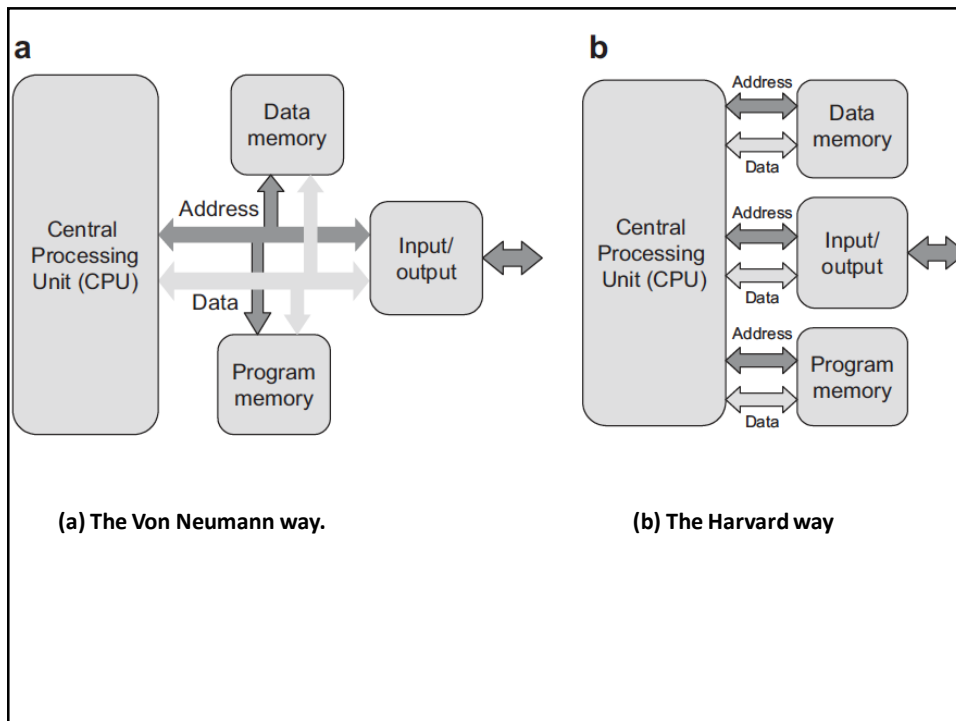 a
Data
memory
Address
Central
Processing
Unit (CPU)
Input/
output
Data
Program
memory
(a) The Von Neumann way.
b
Address
Data
memory
Data
Central
Processing
Unit (CPU)
Address
Input/
output
Data
Address
Program
memory
Data
(b) The Harvard way